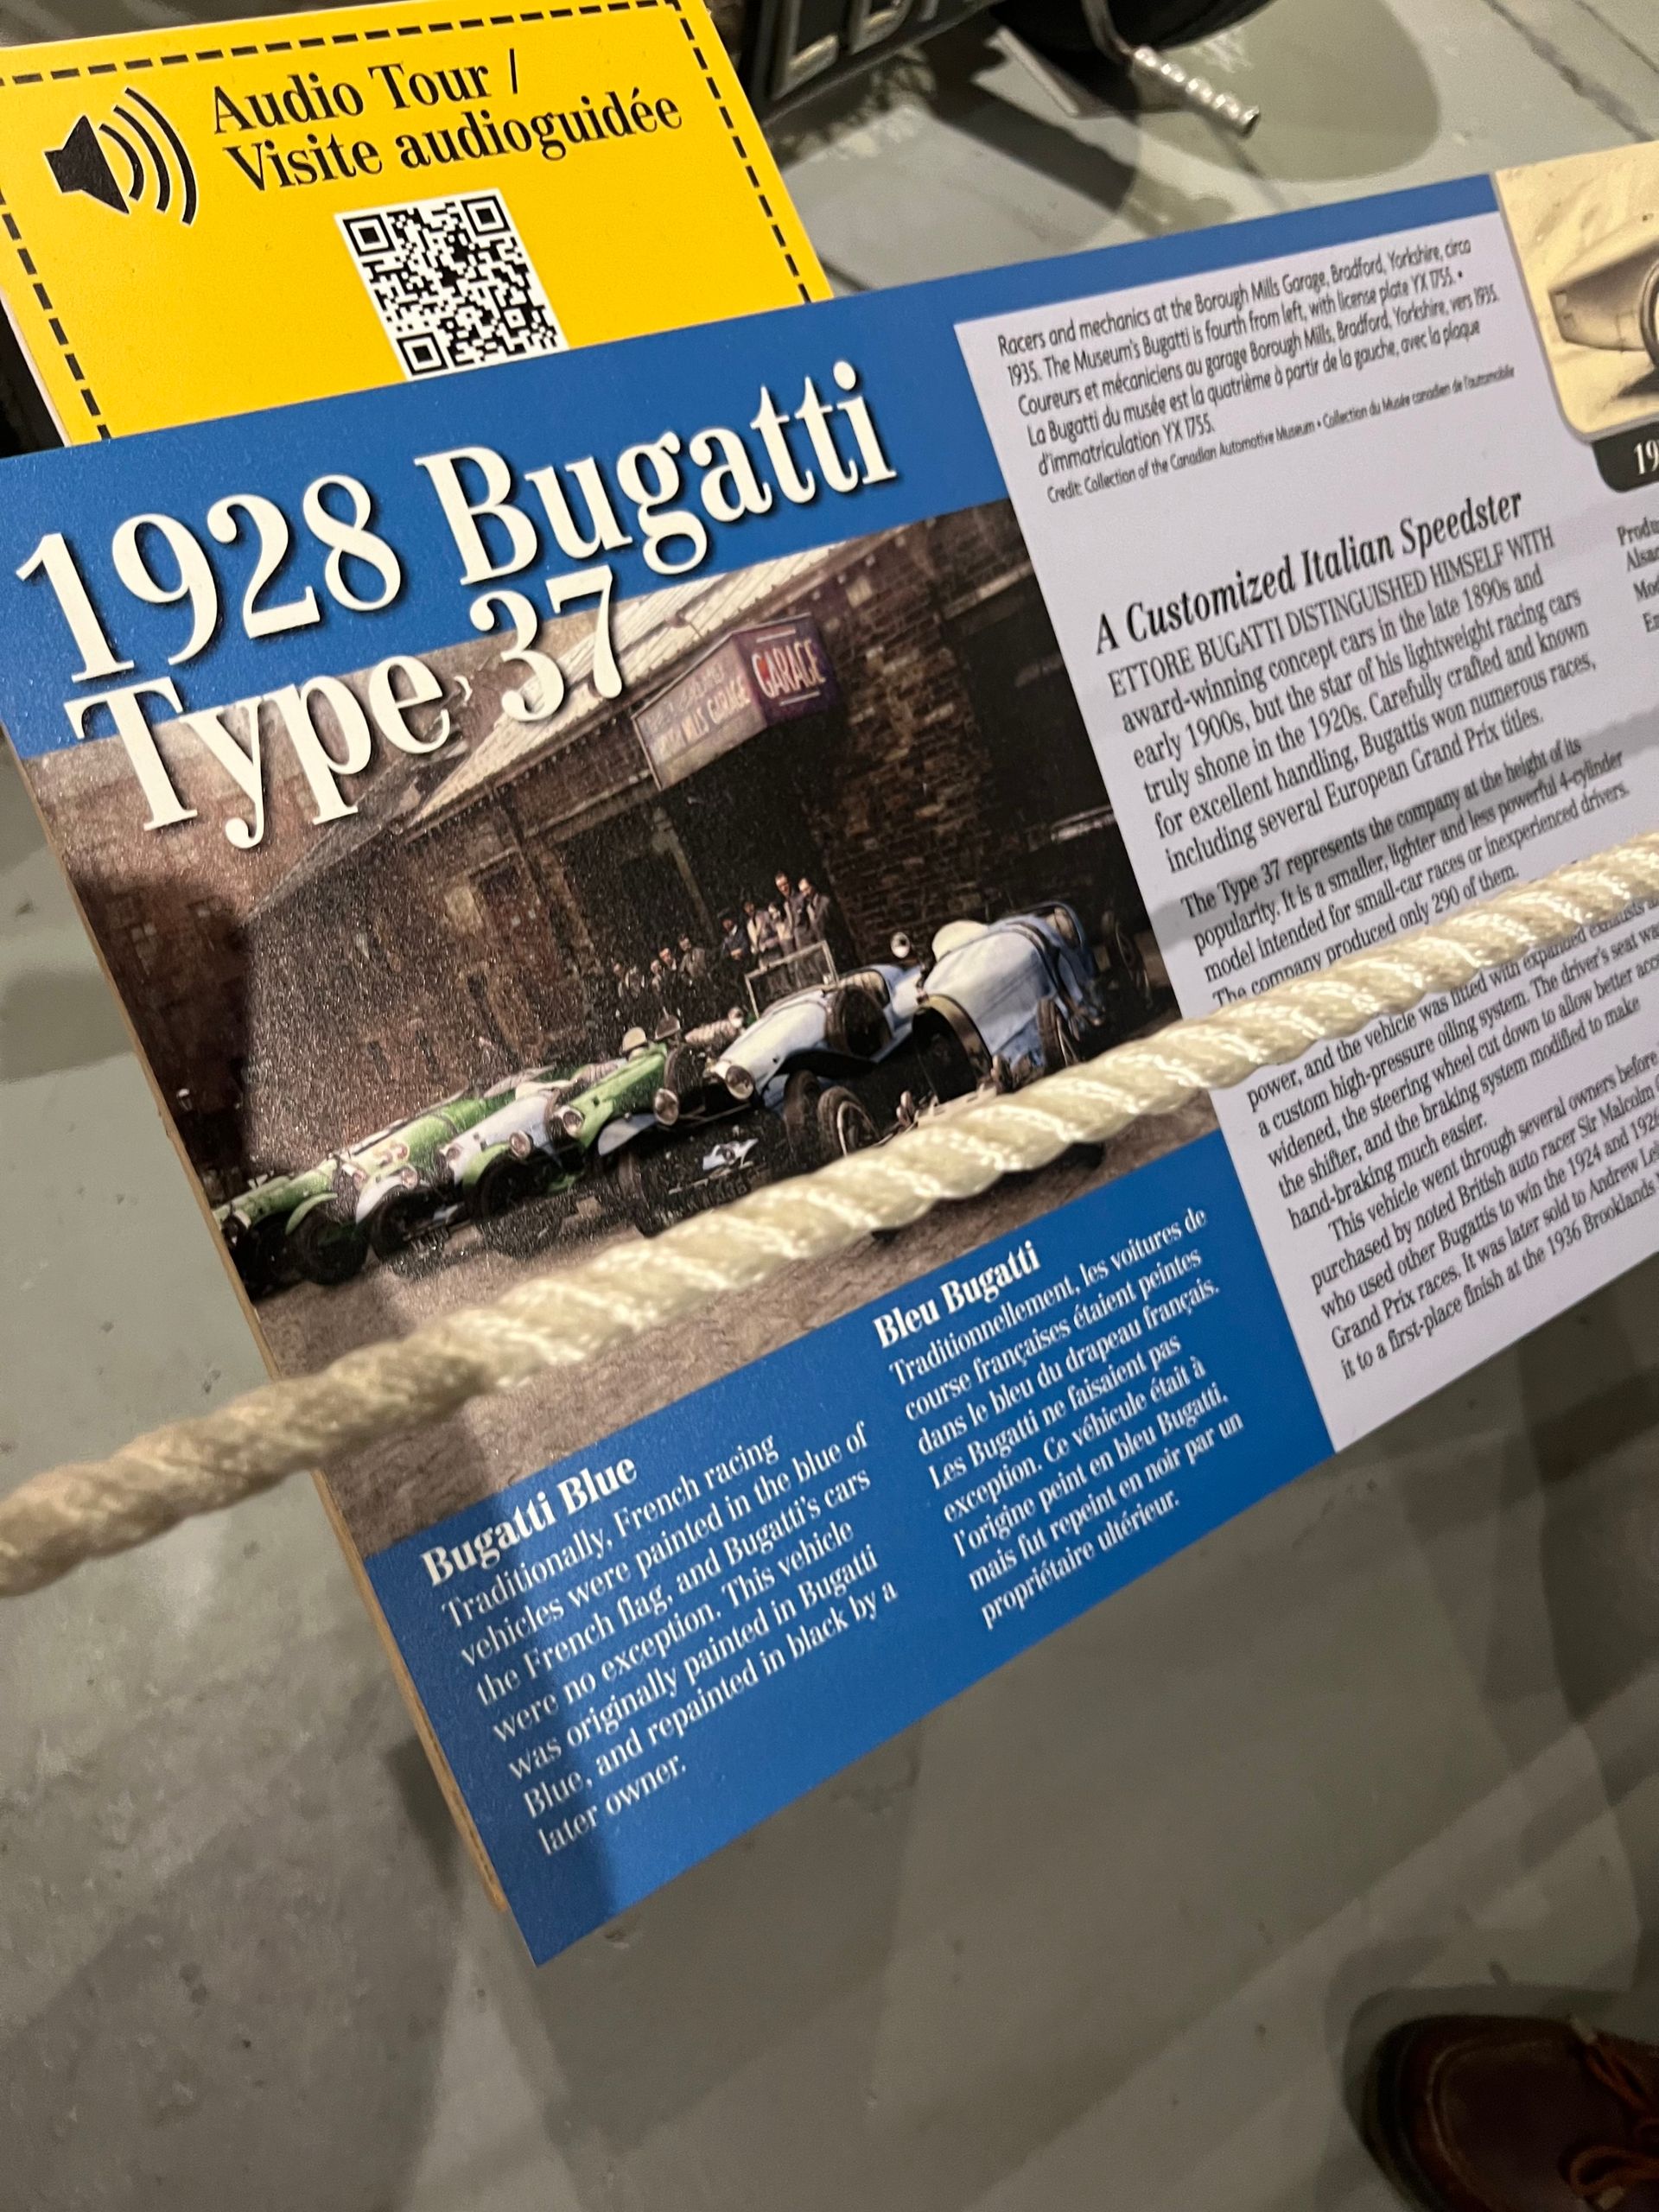 Audio Tour /
Visite audioguidée
1928 Bugatti
Type 37
GARAGE
MILLS GARAGE
Bugatti Blue
Traditionally, French racing
vehicles were painted in the blue of
the French flag, and Bugatti's cars
were no exception. This vehicle
was originally painted in Bugatti
Blue, and repainted in black by a
later owner.
Bleu Bugatti
Traditionnellement, les voitures de
course françaises étaient peintes
dans le bleu du drapeau français.
Les Bugatti ne faisaient pas
exception. Ce véhicule était à
l'origine peint en bleu Bugatti,
mais fut repeint en noir par un
propriétaire ultérieur.
Racers and mechanics at the Borough Mills Garage, Bradford, Yorkshire, circa
1935. The Museum's Bugatti is fourth from left, with license plate YX 1755. •
Coureurs et mécaniciens au garage Borough Mills, Bradford, Yorkshire, vers 1935.
La Bugatti du musée est la quatrième à partir de la gauche, avec la plaque
d'immatriculation YX 1755.
Credit: Collection of the Canadian Automotive Museum • Collection du Musée canadien de l'automobile
A Customized Italian Speedster
ETTORE BUGATTI DISTINGUISHED HIMSELF WITH
award-winning concept cars in the late 1890s and
early 1900s, but the star of his lightweight racing cars
truly shone in the 1920s. Carefully crafted and known
for excellent handling, Bugattis won numerous races,
including several European Grand Prix titles.
The Type 37 represents the company at the height of its
popularity. It is a smaller, lighter and less powerful 4-cylinder
model intended for small-car races or inexperienced drivers.
The company produced only 290 of them.
power, and the vehicle was fitted with expanded exhausts
a custom high-pressure oiling system. The driver's seat was
widened, the steering wheel cut down to allow better
the shifter, and the braking system modified to make
hand-braking much easier.
This vehicle went through several owners before
purchased by noted British auto racer Sir Malcolm
who used other Bugattis to win the 1924 and 1926
Grand Prix races. It was later sold to Andrew
it to a first-place finish at the 1936 Brooklands
19